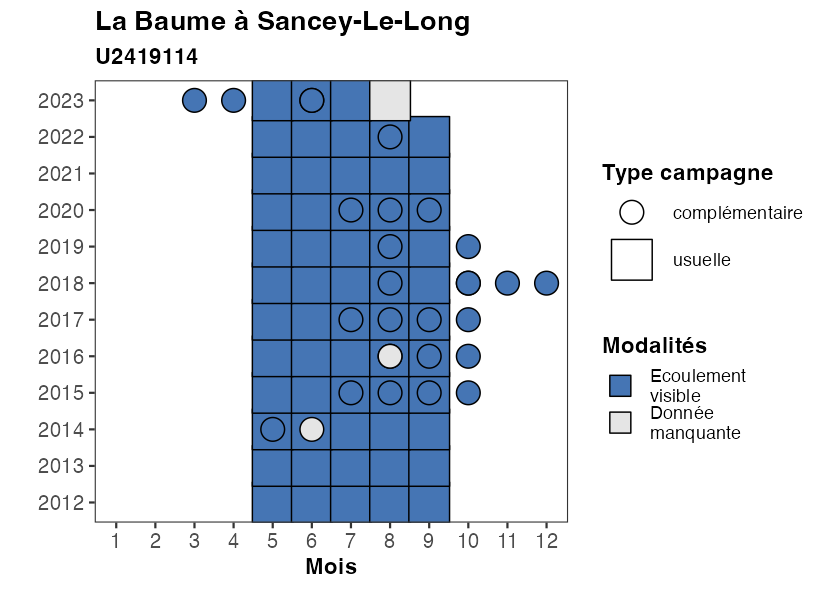 La Baume à Sancey-Le-Long
U2419114
2023
2022
2021
2020
2019
2018
2017
2016
2015
2014
2013
2012
1 2 3 4 5 6 7 8 9 10 11 12
Mois
Type campagne
complémentaire
usuelle
Modalités
Ecoulement
visible
Donnée
manquante